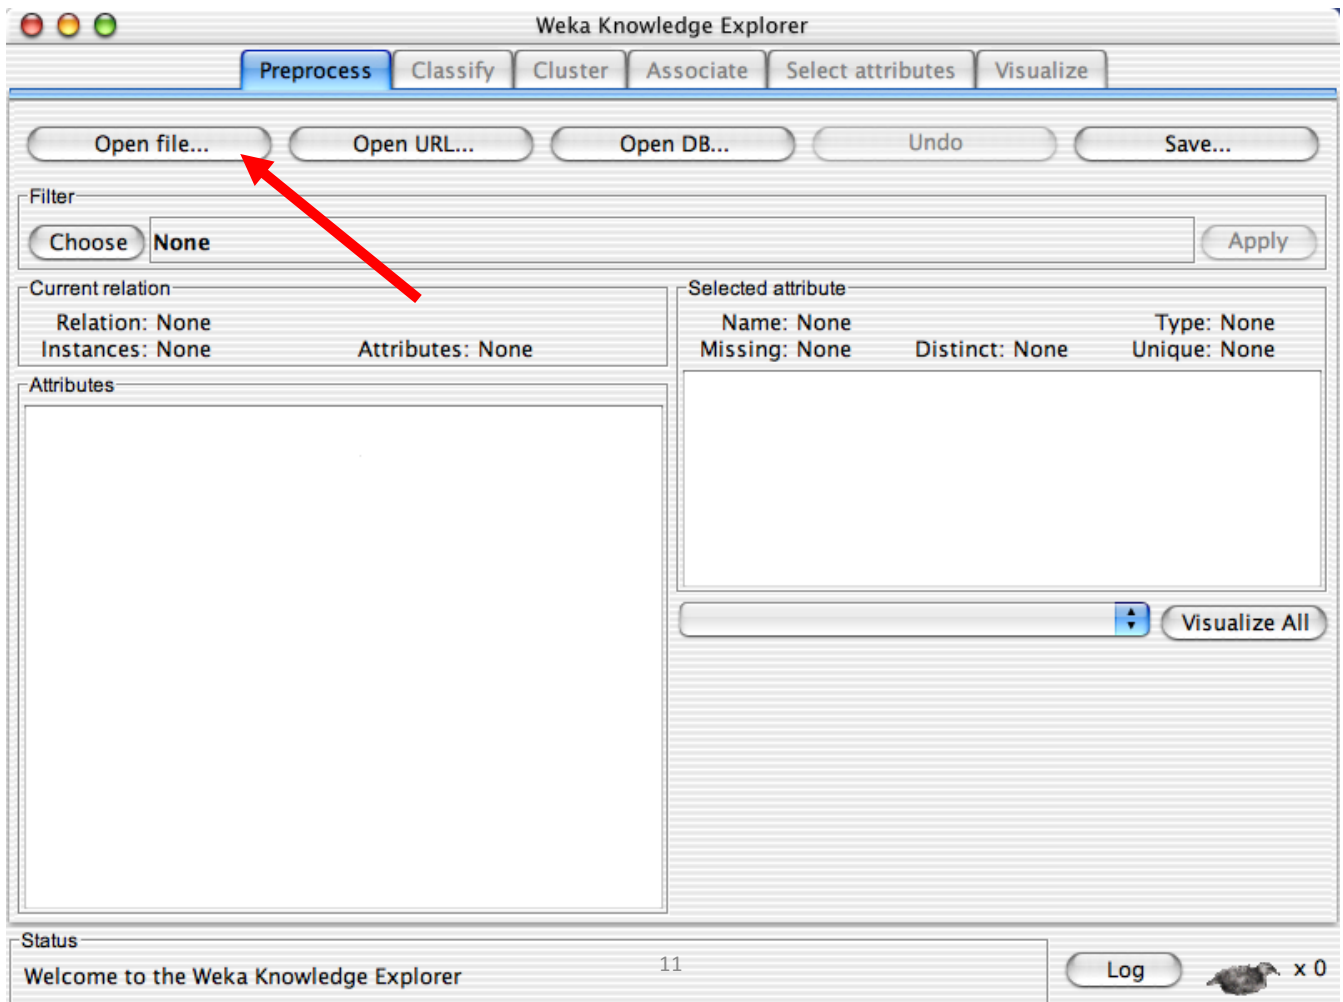 Weka Knowledge Explorer
Preprocess Classify Cluster Associate Select attributes Visualize
Open file... Open URL... Open DB... Undo Save...
Filter
Choose None Apply
Current relation
Relation: None
Instances: None Attributes: None
Selected attribute
Name: None Type: None
Missing: None Distinct: None Unique: None
Attributes
Visualize All
Status
Welcome to the Weka Knowledge Explorer
11
Log x 0